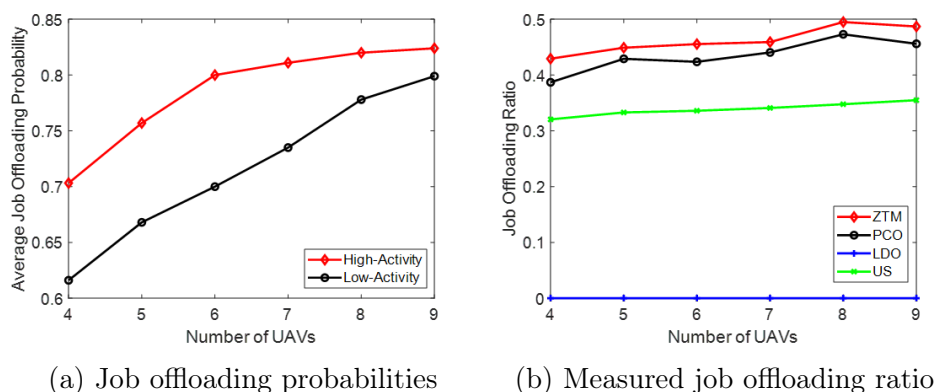 0.85
0.8
0.75
0.7
0.65
0.6
4 5 6 7 8 9
Average Job Offloading Probability
Number of UAVs
High-Activity
Low-Activity
(a) Job offloading probabilities
0.5
0.4
0.3
0.2
0.1
0
4 5 6 7 8 9
Job Offloading Ratio
Number of UAVs
ZTM
PCO
LDO
US
(b) Measured job offloading ratio